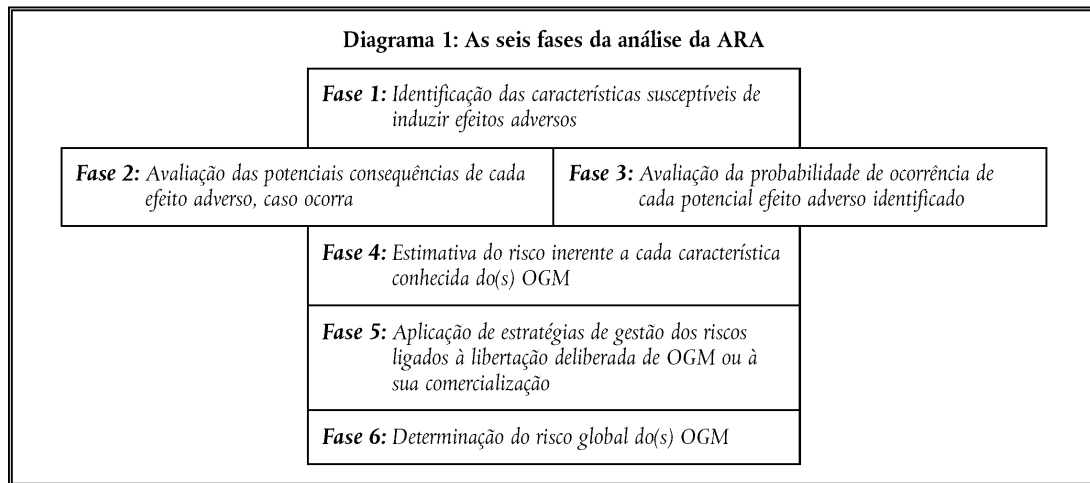 Diagrama 1: As seis fases da análise da ARA
Fase 1: Identificação das características susceptíveis de
induzir efeitos adversos
Fase 2: Avaliação das potenciais consequências de cada
efeito adverso, caso ocorra
Fase 3: Avaliação da probabilidade de ocorrência de
cada potencial efeito adverso identificado
Fase 4: Estimativa do risco inerente a cada característica
conhecida do(s) OGM
Fase 5: Aplicação de estratégias de gestão dos riscos
ligados à libertação deliberada de OGM ou à
sua comercialização
Fase 6: Determinação do risco global do(s) OGM